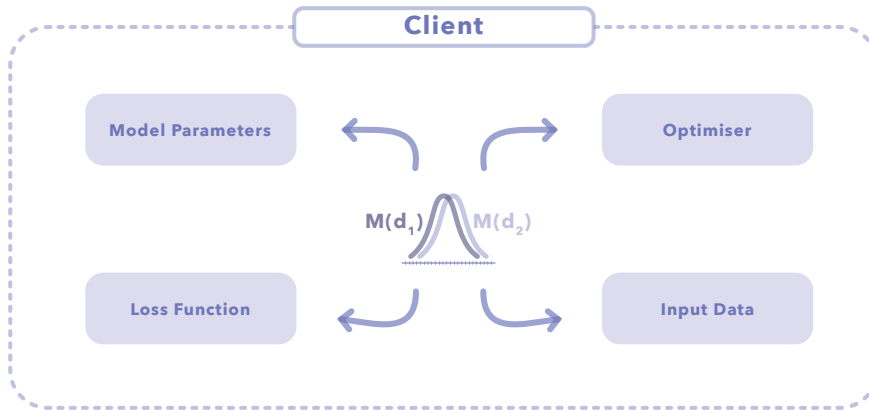 Client
Model Parameters
Optimiser
M(d₁)
M(d₂)
Loss Function
Input Data